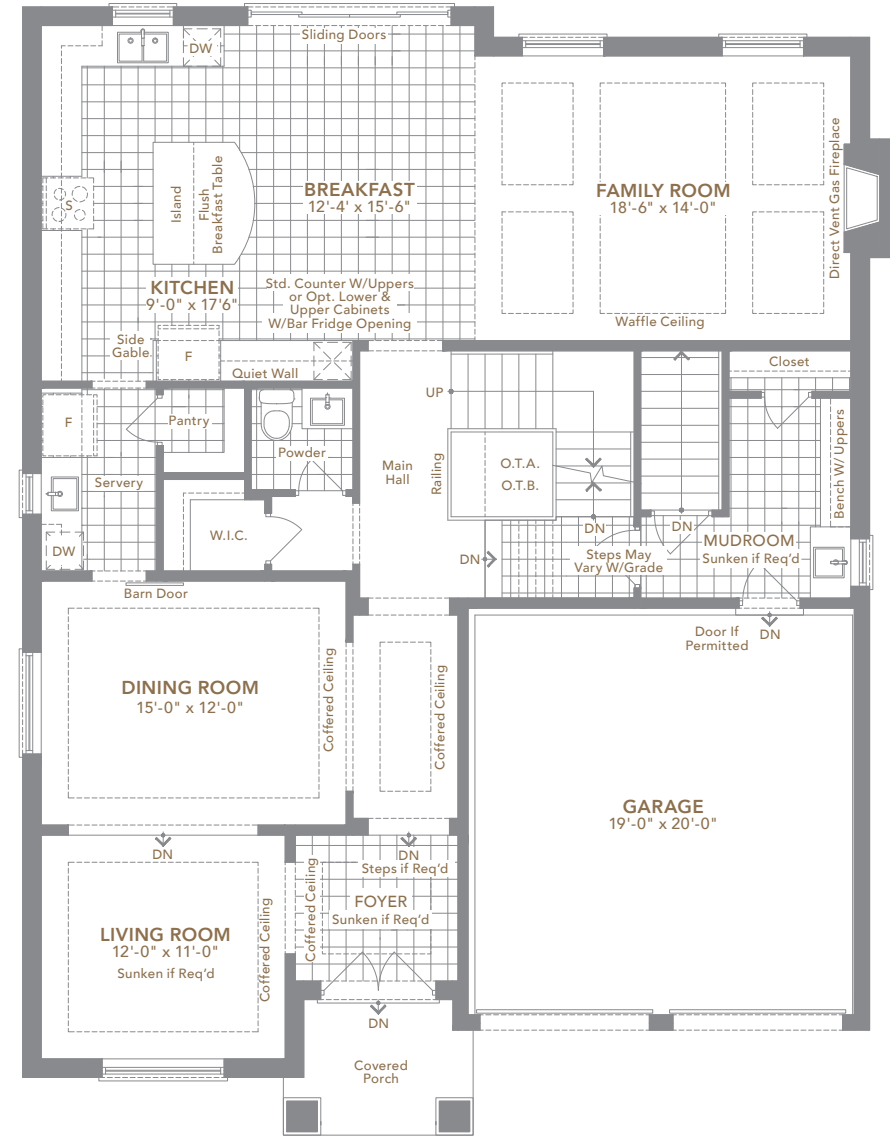 Sliding Doors
DW
BREAKFAST
12'-4' x 15'-6"
FAMILY ROOM
18'-6" x 14'-0"
Direct Vent Gas Fireplace
Island
Flush
Breakfast Table
S
KITCHEN
9'-0" x 17'6"
Std. Counter W/Uppers
or Opt. Lower &
Upper Cabinets
W/Bar Fridge Opening
Waffle Ceiling
Side
Gable
F
Quiet Wall
Closet
UP
F
Pantry
Powder
Servery
Main
Hall
Railing
O.T.A.
O.T.B.
Bench W/ Uppers
W.I.C.
DN
DN
MUDROOM
Sunken if Req'd
DW
DN
Steps May
Vary W/Grade
Barn Door
Door If
Permitted
DN
DINING ROOM
15'-0" x 12'-0"
Coffered Ceiling
Coffered Ceiling
GARAGE
19'-0" x 20'-0"
DN
DN
Steps if Req'd
FOYER
Sunken if Req'd
Coffered Ceiling
LIVING ROOM
12'-0" x 11'-0"
Sunken if Req'd
Coffered Ceiling
DN
Covered
Porch